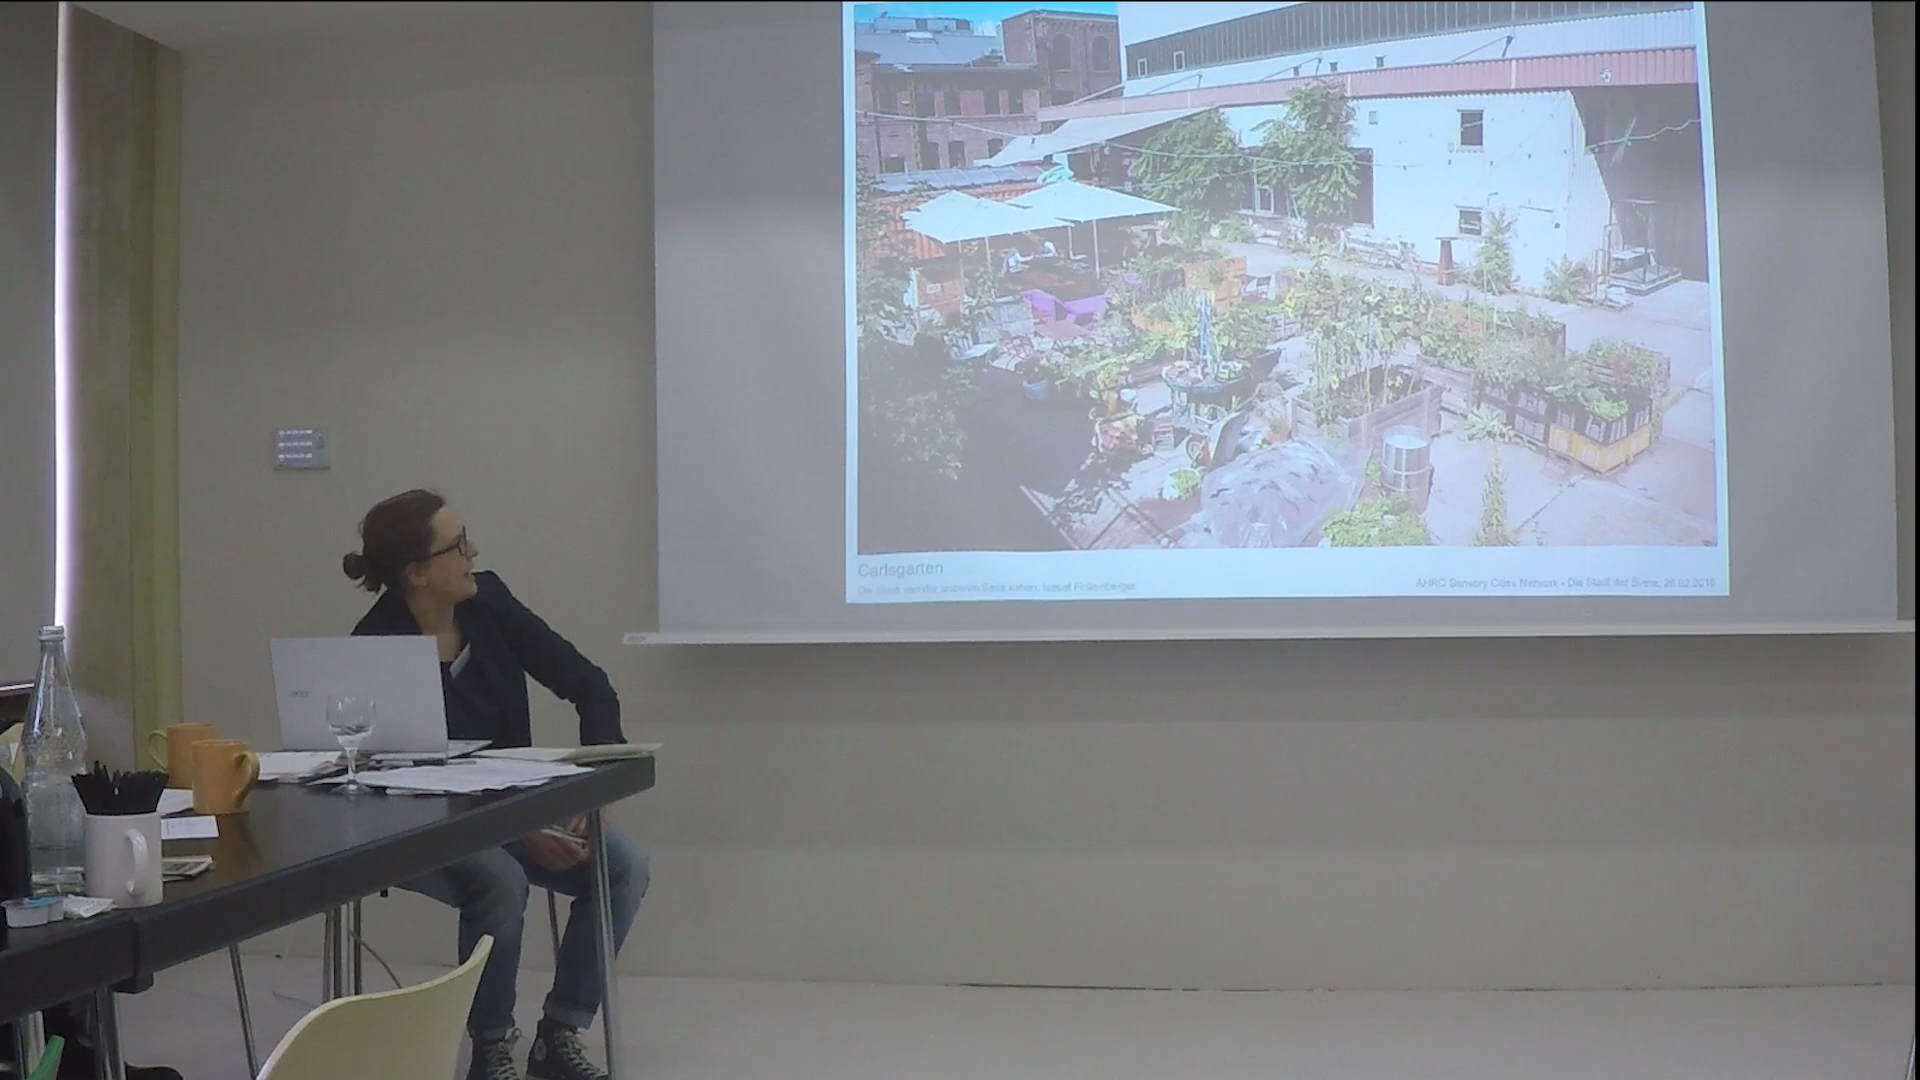 acer
Carlsgarten
Die Stadt von der anderen Seite sehen, Isabel Finkenberger
AHRC Sensory Cities Network - Die Stadt der Sinne, 26.02.2016